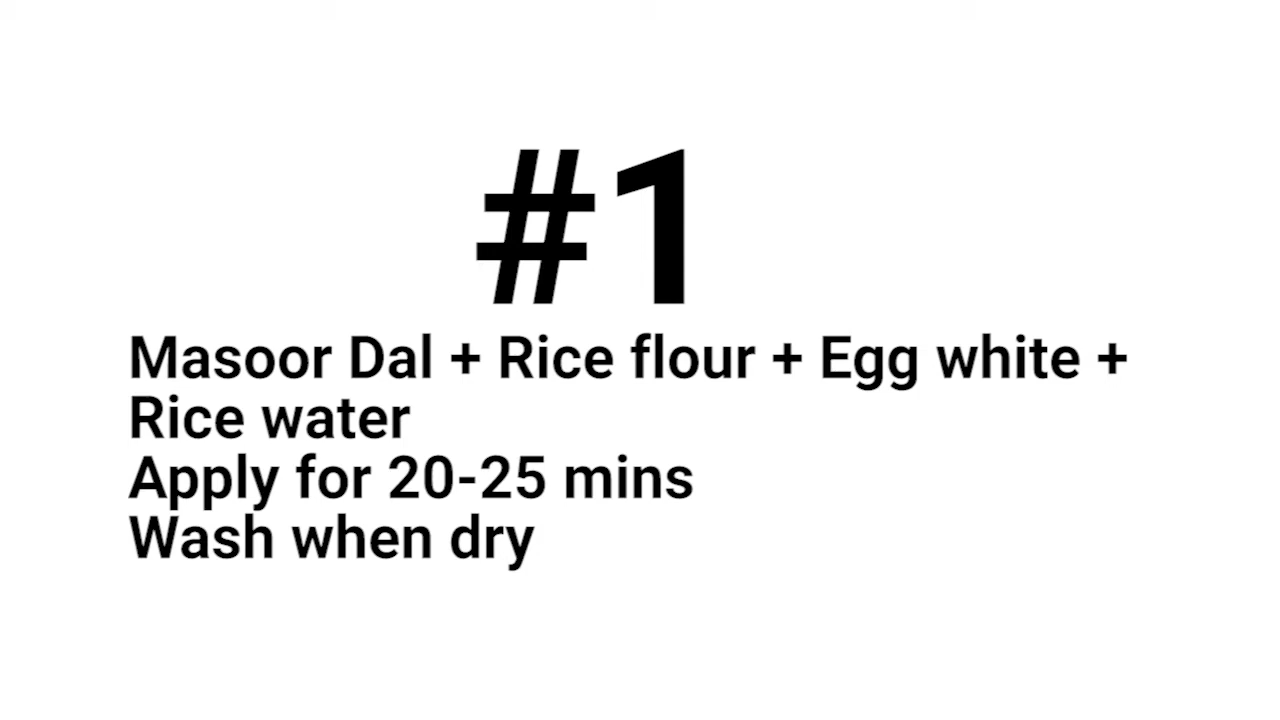 #1
Masoor Dal + Rice flour + Egg white +
Rice water
Apply for 20-25 mins
Wash when dry